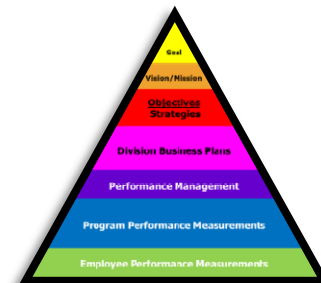 Goal
Vision/Mission
Objectives
Strategies
Division Business Plans
Performance Management
Program Performance Measurements
Employee Performance Measurements